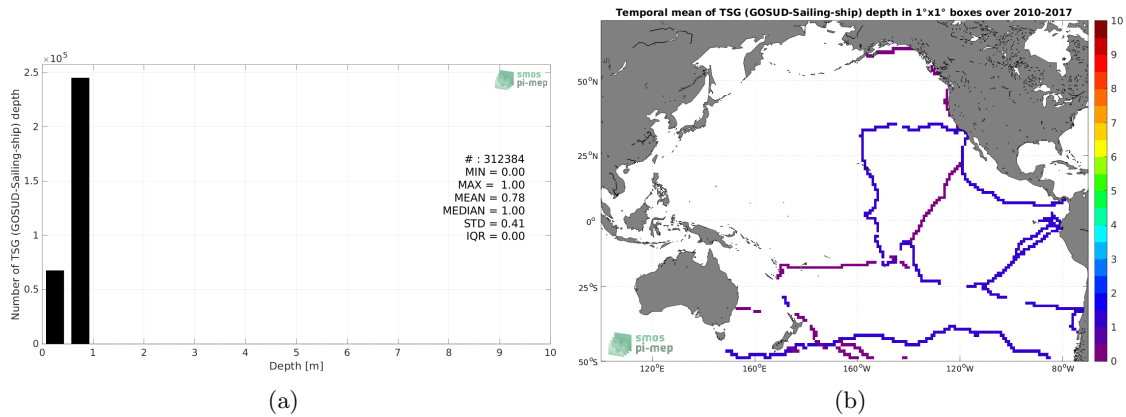 ×10⁵
2.5
2
1.5
1
0.5
0
0 1 2 3 4 5 6 7 8 9 10
Depth [m]
Number of TSG (GOSUD-Sailing-ship) depth
smos
pi-mep
# : 312384
MIN = 0.00
MAX = 1.00
MEAN = 0.78
MEDIAN = 1.00
STD = 0.41
IQR = 0.00
(a)
Temporal mean of TSG (GOSUD-Sailing-ship) depth in 1°x1° boxes over 2010-2017
50°N
25°N
0°
25°S
50°S
120°E 160°E 160°W 120°W 80°W
smos
pi-mep
10
9
8
7
6
5
4
3
2
1
0
(b)